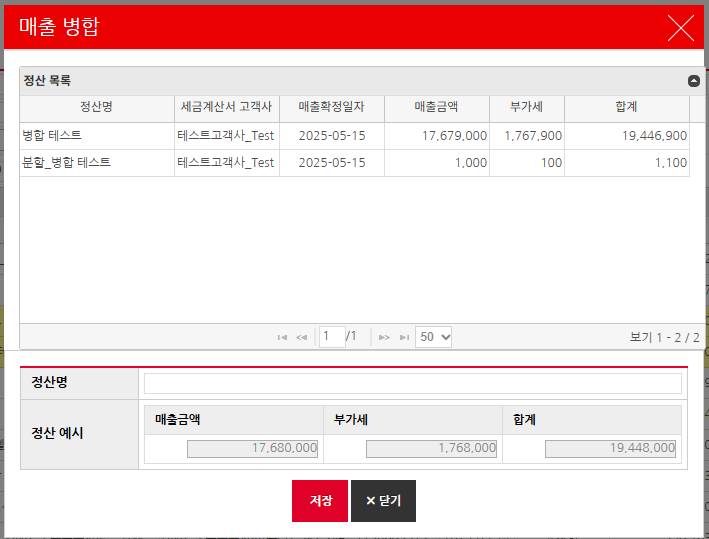 매출 병합
정산 목록
정산명 세금계산서 고객사 매출확정일자 매출금액 부가세 합계
병합 테스트 테스트고객사_Test 2025-05-15 17,679,000 1,767,900 19,446,900
분할_병합 테스트 테스트고객사_Test 2025-05-15 1,000 100 1,100
1 /1 50 보기 1 - 2 / 2
정산명
정산 예시 매출금액 부가세 합계
17,680,000 1,768,000 19,448,000
저장 × 닫기